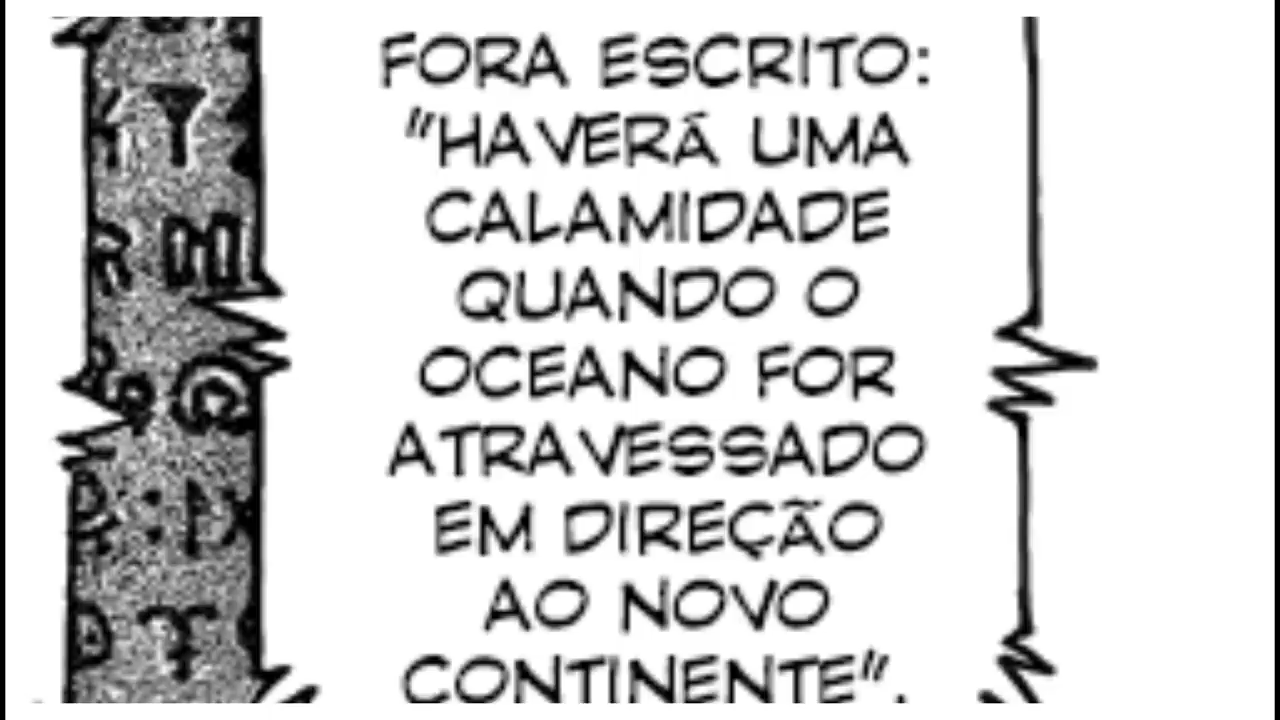 FORA ESCRITO:
"HAVERÁ UMA
CALAMIDADE
QUANDO O
OCEANO FOR
ATRAVESSADO
EM DIREÇÃO
AO NOVO
CONTINENTE".